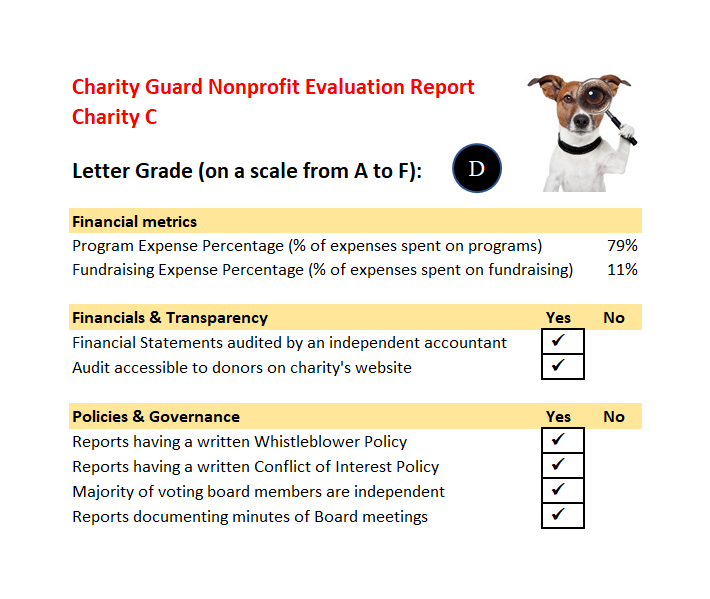 Charity Guard Nonprofit Evaluation Report
Charity C
Letter Grade (on a scale from A to F): D
Financial metrics
Program Expense Percentage (% of expenses spent on programs) 79%
Fundraising Expense Percentage (% of expenses spent on fundraising) 11%
Financials & Transparency Yes No
Financial Statements audited by an independent accountant ✓
Audit accessible to donors on charity's website ✓
Policies & Governance Yes No
Reports having a written Whistleblower Policy ✓
Reports having a written Conflict of Interest Policy ✓
Majority of voting board members are independent ✓
Reports documenting minutes of Board meetings ✓